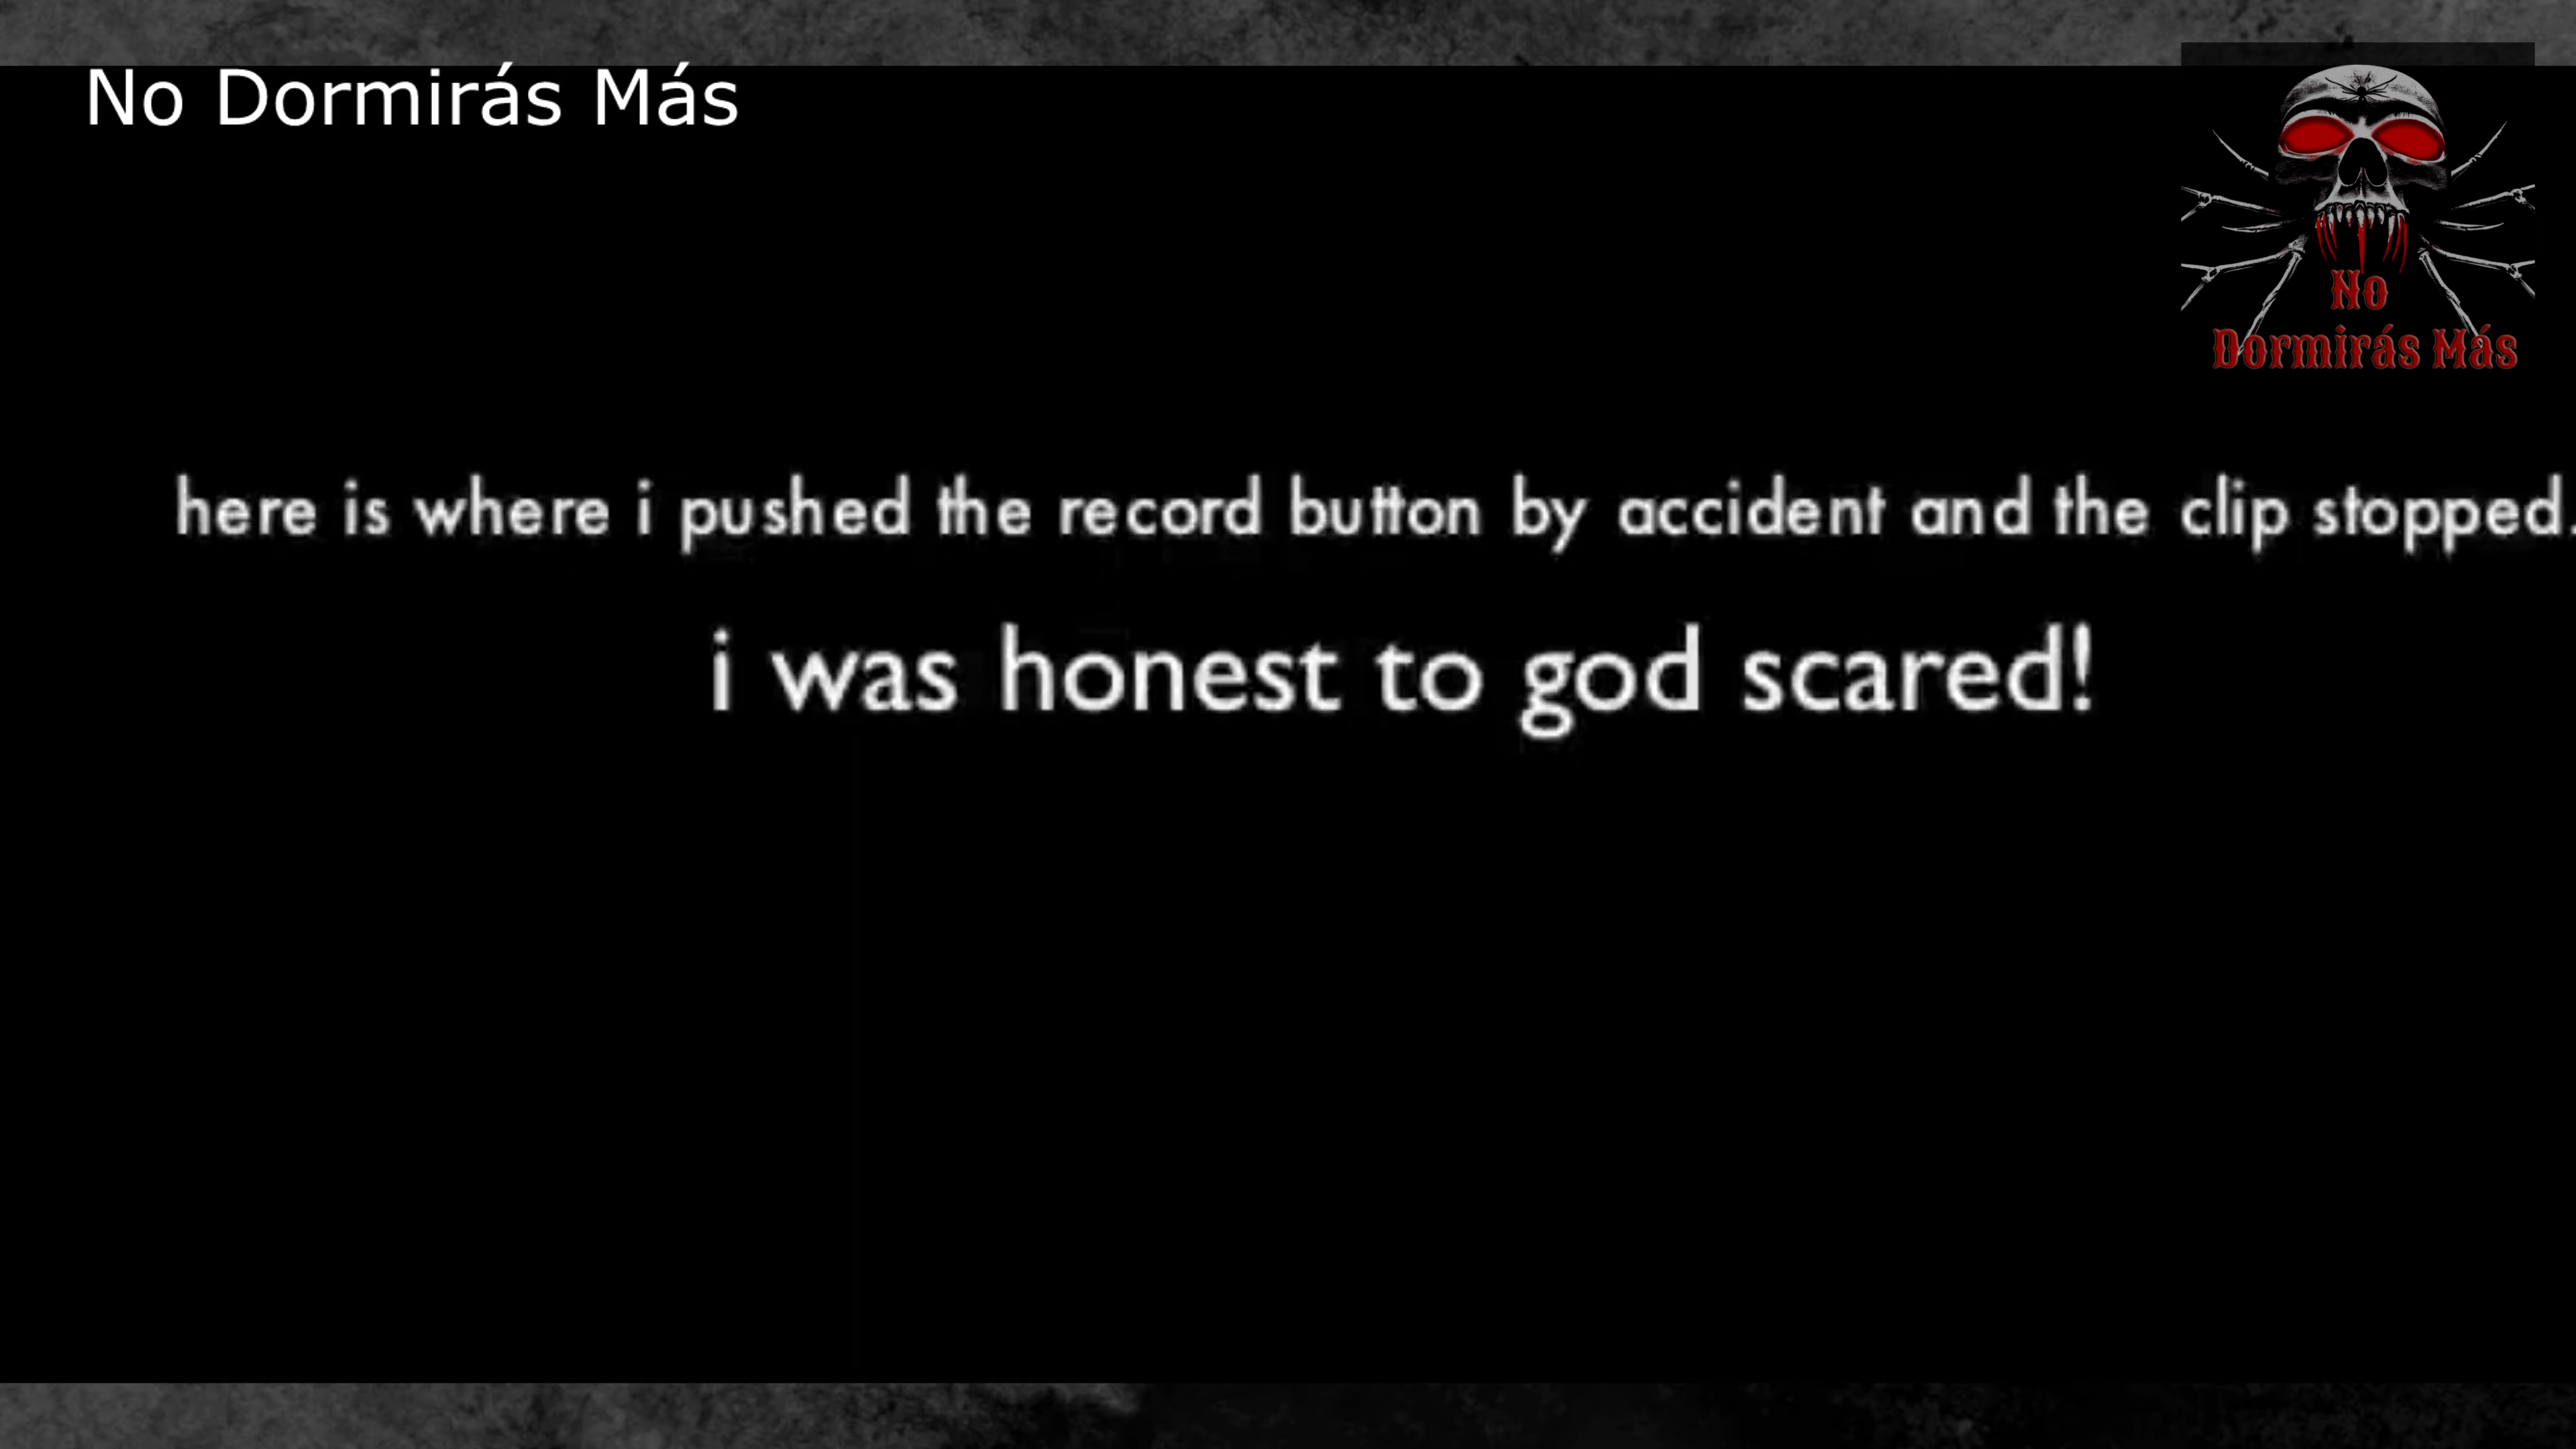 No Dormirás Más
No
Dormirás Más
here is where i pushed the record button by accident and the clip stopped.
i was honest to god scared!